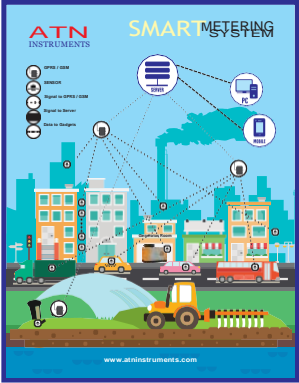 ATN
INSTRUMENTS
SMART METERING
SYSTEM
GPRS / GSM
SENSOR
Signal to GPRS / GSM
Signal to Server
Data to Gadgets
SERVER
PC
MOBILE
www.atninstruments.com